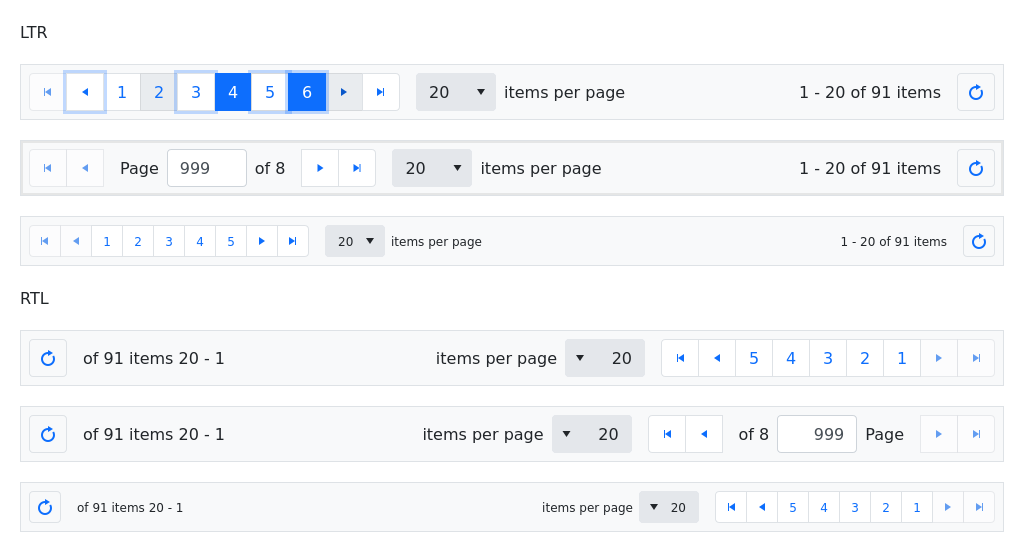 LTR
1 2 3 4 5 6 20 items per page 1 - 20 of 91 items
Page 999 of 8 20 items per page 1 - 20 of 91 items
1 2 3 4 5 20 items per page 1 - 20 of 91 items
RTL
of 91 items 20 - 1 items per page 20 5 4 3 2 1
of 91 items 20 - 1 items per page 20 of 8 999 Page
of 91 items 20 - 1 items per page 20 5 4 3 2 1